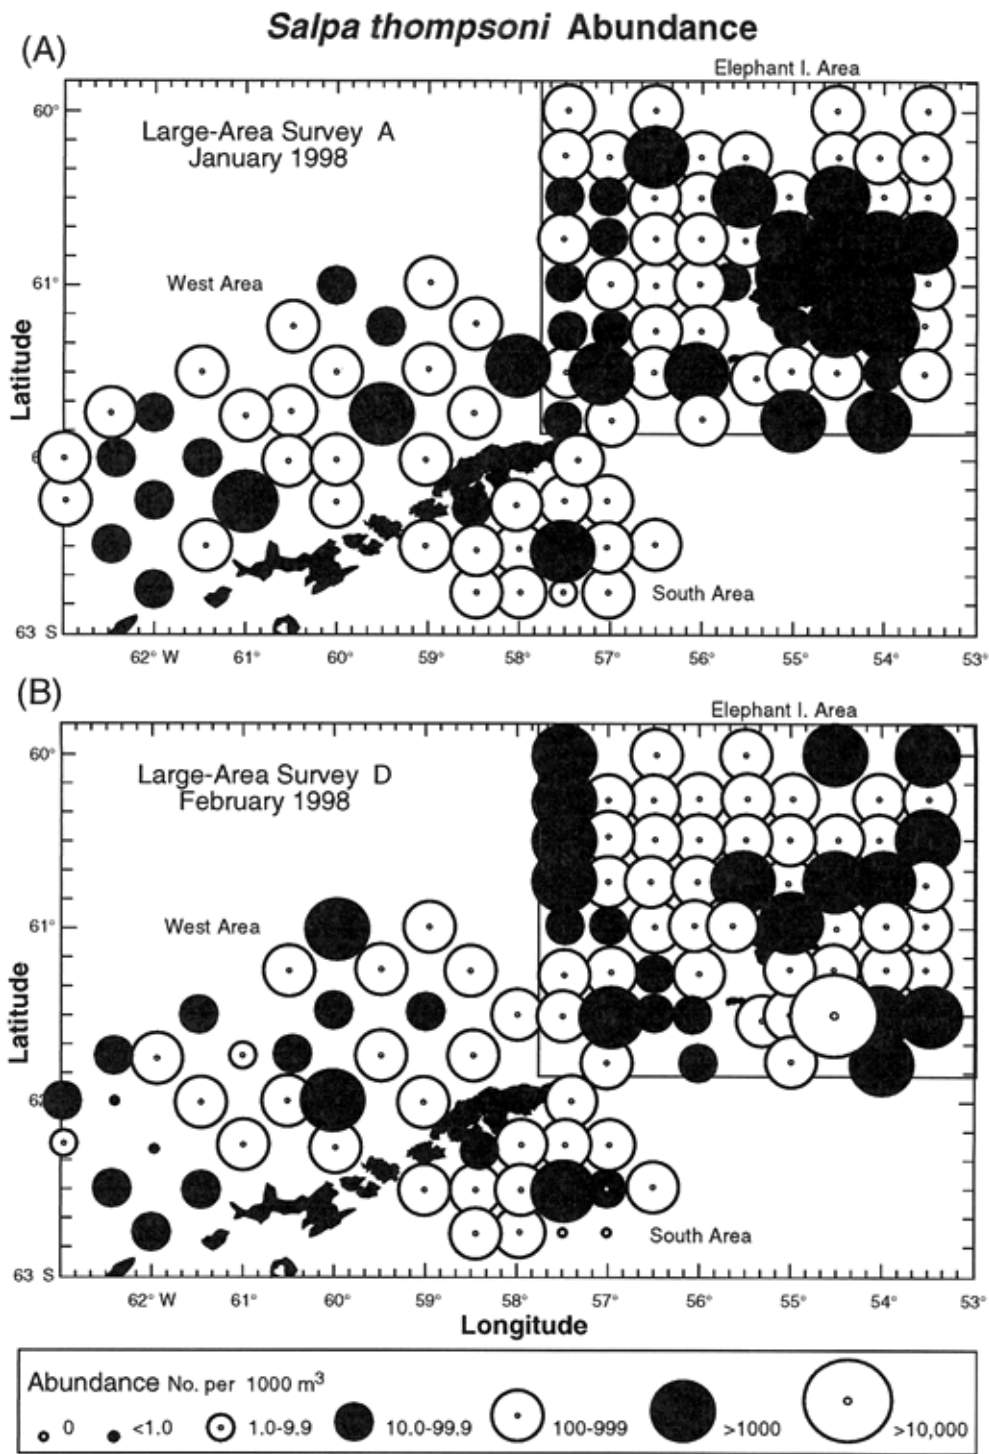 Salpa thompsoni Abundance
(A)
Elephant I. Area
Large-Area Survey A
January 1998
West Area
South Area
Latitude
60°
61°
63 S
62° W 61° 60° 59° 58° 57° 56° 55° 54° 53°
(B)
Elephant I. Area
Large-Area Survey D
February 1998
West Area
South Area
Latitude
60°
61°
63 S
62° W 61° 60° 59° 58° 57° 56° 55° 54° 53°
Longitude
Abundance No. per 1000 m³
0 <1.0 1.0-9.9 10.0-99.9 100-999 >1000 >10,000